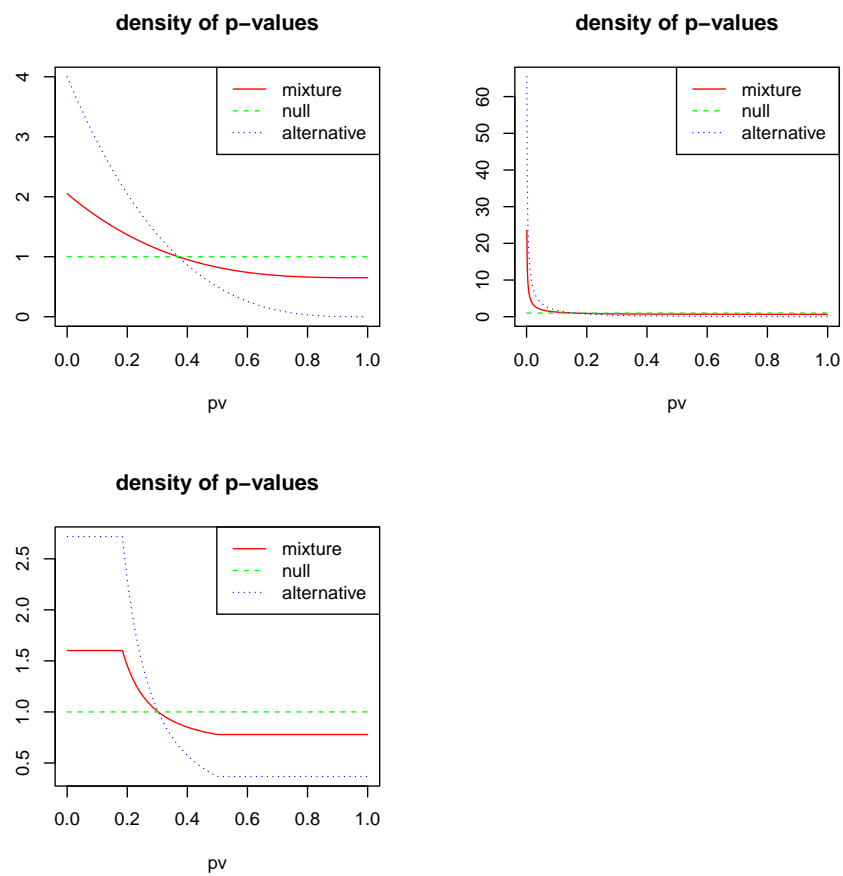 density of p−values
4
3
2
1
0
mixture
null
alternative
0.0 0.2 0.4 0.6 0.8 1.0
pv
density of p−values
60
50
40
30
20
10
0
mixture
null
alternative
0.0 0.2 0.4 0.6 0.8 1.0
pv
density of p−values
2.5
2.0
1.5
1.0
0.5
mixture
null
alternative
0.0 0.2 0.4 0.6 0.8 1.0
pv